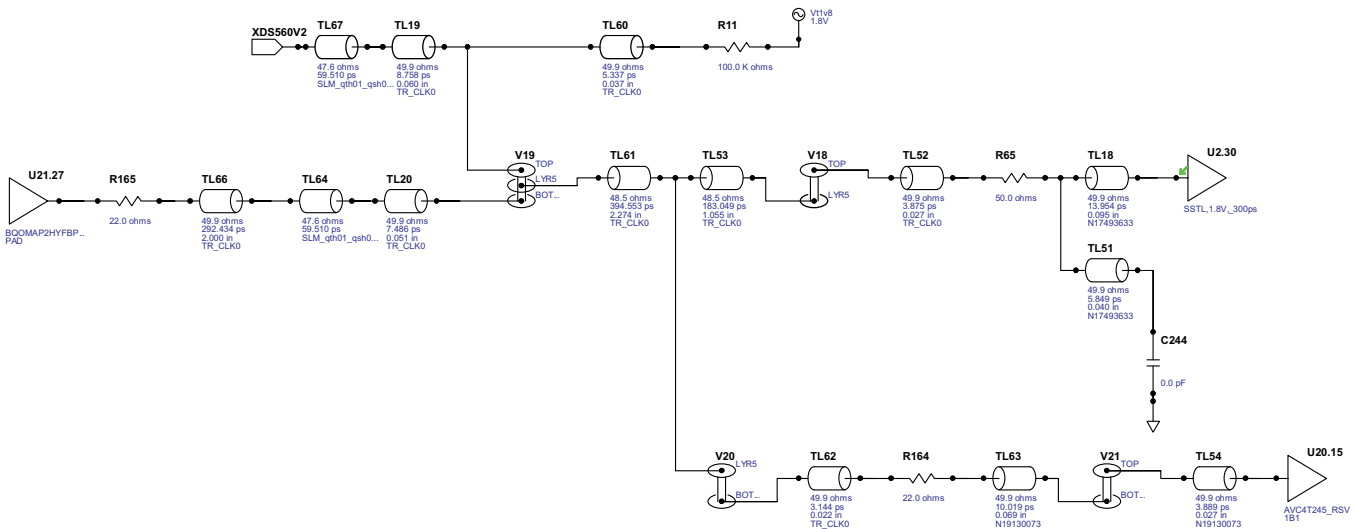 XDS560V2
TL67
47.6 ohms
59.510 ps
SLM_qth01_qsh0...
TL19
49.9 ohms
8.758 ps
0.060 in
TR_CLK0
TL60
49.9 ohms
5.337 ps
0.037 in
TR_CLK0
R11
100.0 K ohms
Vt1v8
1.8V
U21.27
BQOMAP2HYFBP...
PAD
R165
22.0 ohms
TL66
49.9 ohms
292.434 ps
2.000 in
TR_CLK0
TL64
47.6 ohms
59.510 ps
SLM_qth01_qsh0...
TL20
49.9 ohms
7.486 ps
0.051 in
TR_CLK0
V19
TOP
LYR5
BOT...
TL61
48.5 ohms
394.553 ps
2.274 in
TR_CLK0
TL53
48.5 ohms
183.049 ps
1.055 in
TR_CLK0
V18
TOP
LYR5
TL52
49.9 ohms
3.875 ps
0.027 in
TR_CLK0
R65
50.0 ohms
TL18
49.9 ohms
13.954 ps
0.095 in
N17493633
U2.30
SSTL,1.8V,_300ps
TL51
49.9 ohms
5.849 ps
0.040 in
N17493633
C244
0.0 pF
V20
LYR5
BOT...
TL62
49.9 ohms
3.144 ps
0.022 in
TR_CLK0
R164
22.0 ohms
TL63
49.9 ohms
10.019 ps
0.069 in
N19130073
V21
TOP
BOT...
TL54
49.9 ohms
3.889 ps
0.027 in
N19130073
U20.15
AVC4T245_RSV
1B1